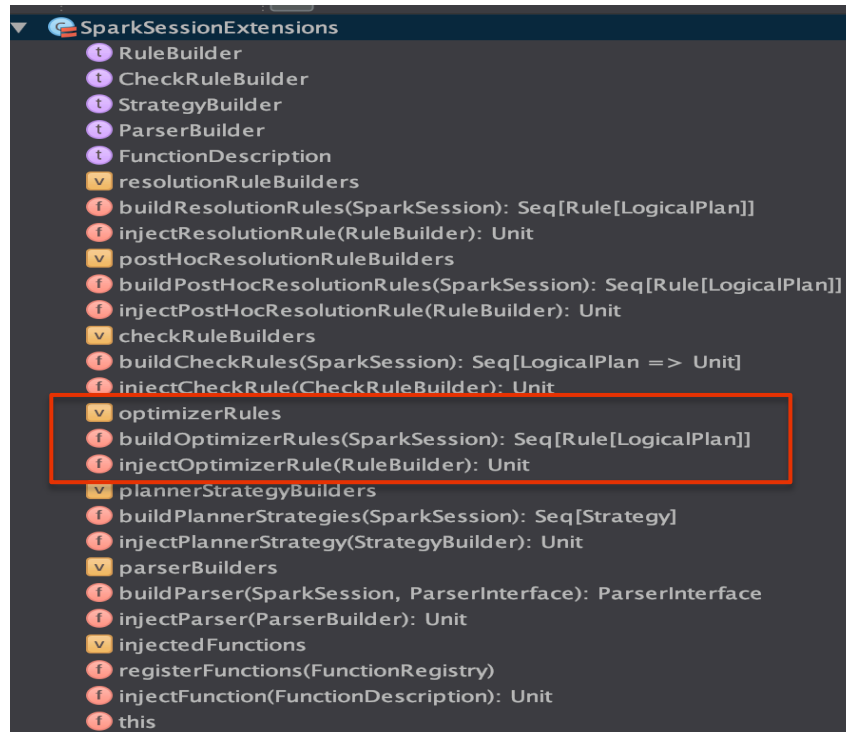 SparkSessionExtensions
t RuleBuilder
t CheckRuleBuilder
t StrategyBuilder
t ParserBuilder
t FunctionDescription
v resolutionRuleBuilders
f buildResolutionRules(SparkSession): Seq[Rule[LogicalPlan]]
f injectResolutionRule(RuleBuilder): Unit
v postHocResolutionRuleBuilders
f buildPostHocResolutionRules(SparkSession): Seq[Rule[LogicalPlan]]
f injectPostHocResolutionRule(RuleBuilder): Unit
v checkRuleBuilders
f buildCheckRules(SparkSession): Seq[LogicalPlan => Unit]
f injectCheckRule(CheckRuleBuilder): Unit
v optimizerRules
f buildOptimizerRules(SparkSession): Seq[Rule[LogicalPlan]]
f injectOptimizerRule(RuleBuilder): Unit
v plannerStrategyBuilders
f buildPlannerStrategies(SparkSession): Seq[Strategy]
f injectPlannerStrategy(StrategyBuilder): Unit
v parserBuilders
f buildParser(SparkSession, ParserInterface): ParserInterface
f injectParser(ParserBuilder): Unit
v injectedFunctions
f registerFunctions(FunctionRegistry)
f injectFunction(FunctionDescription): Unit
f this